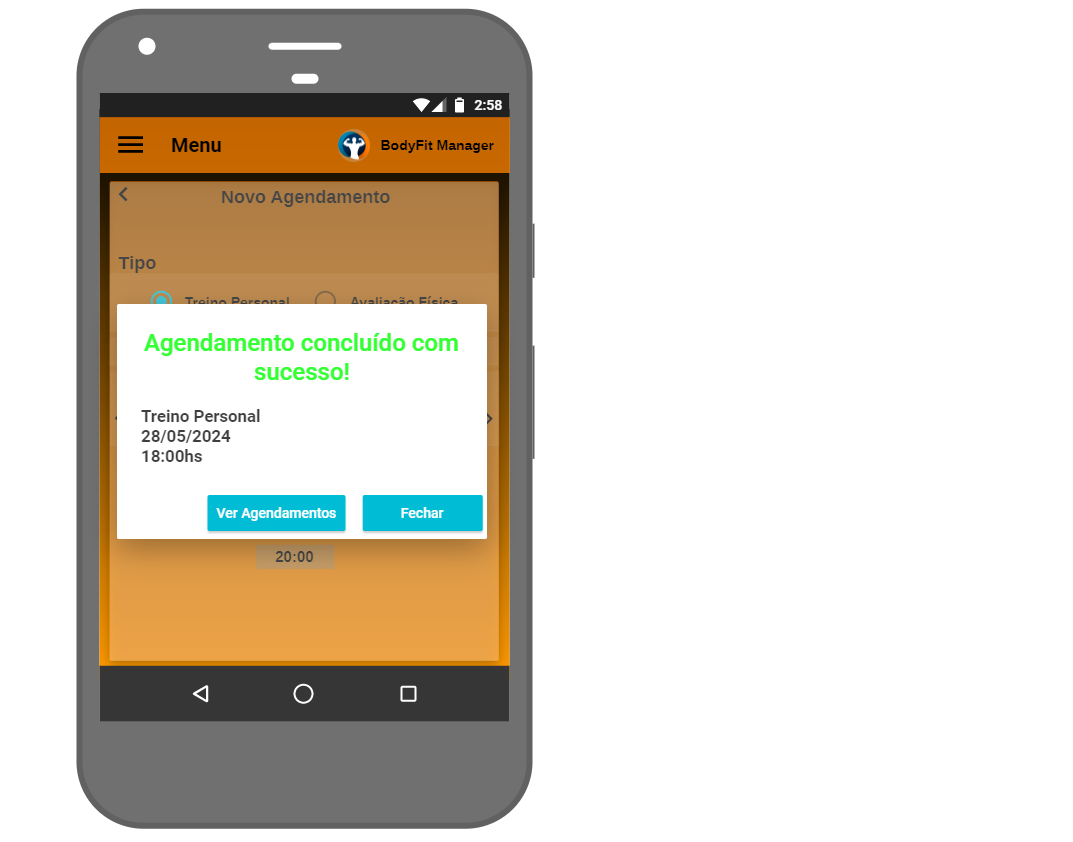 2:58
Menu
BodyFit Manager
Novo Agendamento
Tipo
Treino Personal
Avaliação Física
Agendamento concluído com
sucesso!
Treino Personal
28/05/2024
18:00hs
Ver Agendamentos
Fechar
20:00